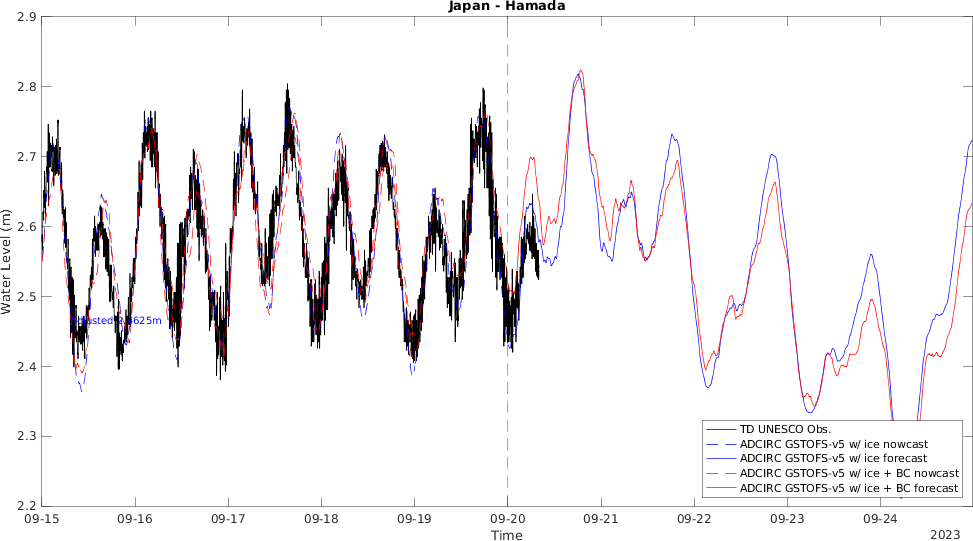 Japan - Hamada
2.9
2.8
2.7
2.6
2.5
2.4
2.3
2.2
Water Level (m)
09-15
09-16
09-17
09-18
09-19
09-20
09-21
09-22
09-23
09-24
Time
2023
TD UNESCO Obs.
ADCIRC GSTOFS-v5 w/ ice nowcast
ADCIRC GSTOFS-v5 w/ ice forecast
ADCIRC GSTOFS-v5 w/ ice + BC nowcast
ADCIRC GSTOFS-v5 w/ ice + BC forecast